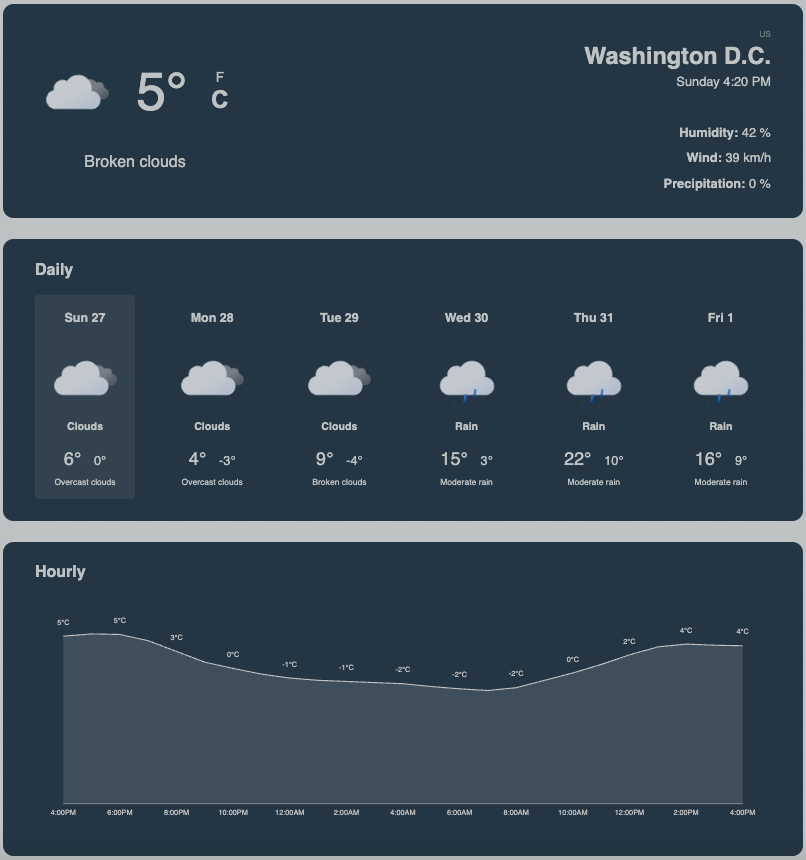 US
Washington D.C.
Sunday 4:20 PM
5° F
C
Broken clouds
Humidity: 42 %
Wind: 39 km/h
Precipitation: 0 %
Daily
Sun 27 Mon 28 Tue 29 Wed 30 Thu 31 Fri 1
Clouds Clouds Clouds Rain Rain Rain
6° 0° 4° -3° 9° -4° 15° 3° 22° 10° 16° 9°
Overcast clouds Overcast clouds Broken clouds Moderate rain Moderate rain Moderate rain
Hourly
5°C 5°C 3°C 0°C -1°C -1°C -2°C -2°C -2°C 0°C 2°C 4°C 4°C
4:00PM 6:00PM 8:00PM 10:00PM 12:00AM 2:00AM 4:00AM 6:00AM 8:00AM 10:00AM 12:00PM 2:00PM 4:00PM